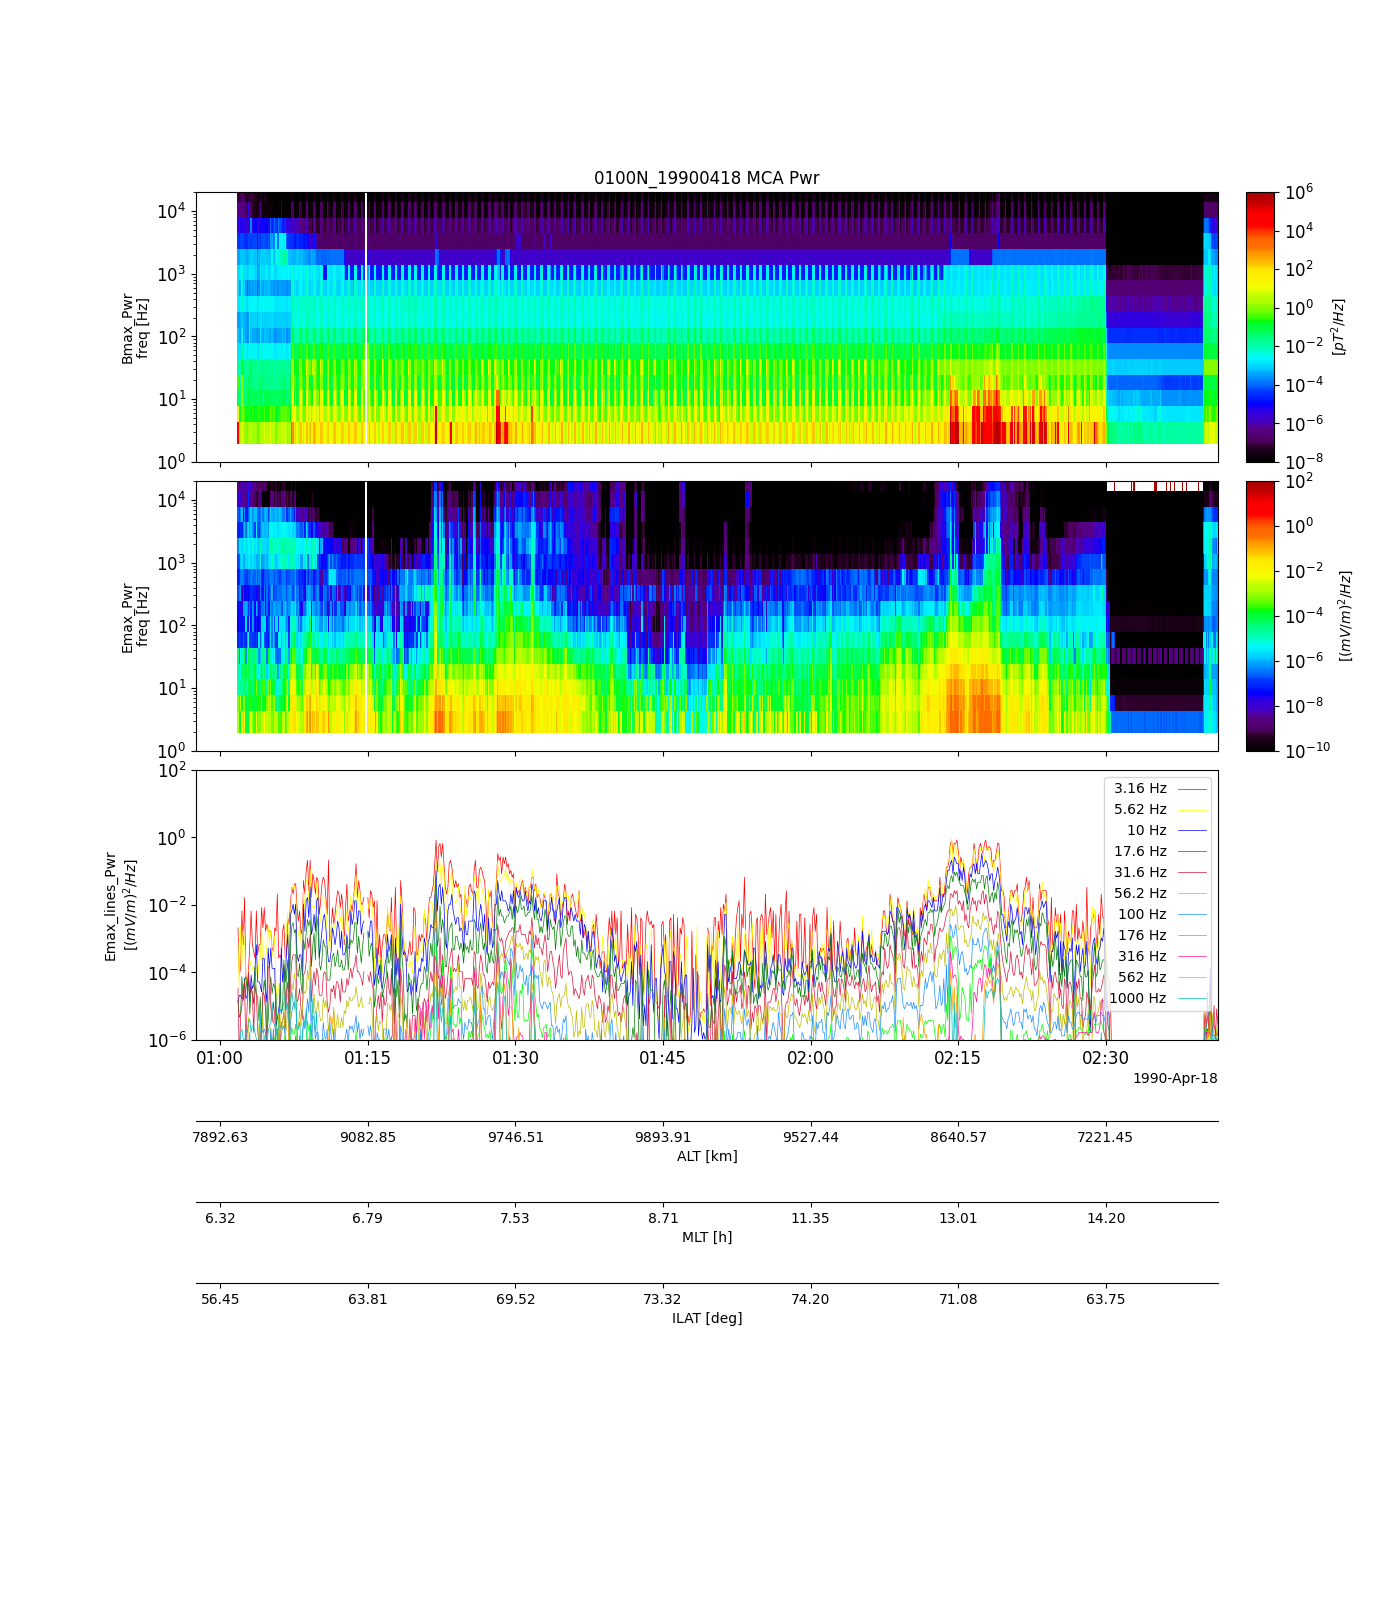 0100N_19900418 MCA Pwr
10^4
10^3
10^2
10^1
10^0
Bmax_Pwr
freq [Hz]
10^6
10^4
10^2
10^0
10^-2
10^-4
10^-6
10^-8
[pT^2/Hz]
10^4
10^3
10^2
10^1
10^0
Emax_Pwr
freq [Hz]
10^2
10^0
10^-2
10^-4
10^-6
10^-8
10^-10
[(mV/m)^2/Hz]
10^2
10^0
10^-2
10^-4
10^-6
Emax_lines_Pwr
[(mV/m)^2/Hz]
3.16 Hz
5.62 Hz
10 Hz
17.6 Hz
31.6 Hz
56.2 Hz
100 Hz
176 Hz
316 Hz
562 Hz
1000 Hz
01:00 01:15 01:30 01:45 02:00 02:15 02:30
1990-Apr-18
7892.63 9082.85 9746.51 9893.91 9527.44 8640.57 7221.45
ALT [km]
6.32 6.79 7.53 8.71 11.35 13.01 14.20
MLT [h]
56.45 63.81 69.52 73.32 74.20 71.08 63.75
ILAT [deg]